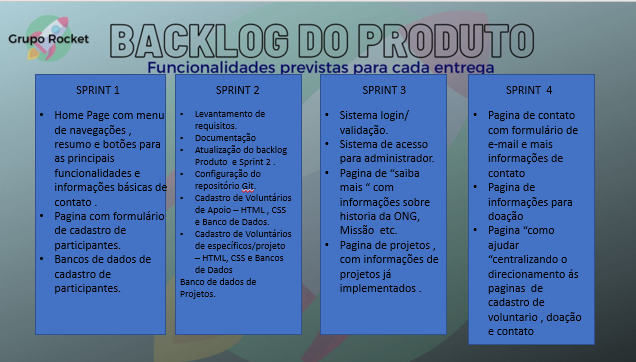 Grupo Rocket
BACKLOG DO PRODUTO
Funcionalidades previstas para cada entrega
SPRINT 1
• Home Page com menu
de navegações ,
resumo e botões para
as principais
funcionalidades e
informações básicas de
contato .
• Pagina com formulário
de cadastro de
participantes.
• Bancos de dados de
cadastro de
participantes.
SPRINT 2
• Levantamento de
requisitos.
• Documentação
• Atualização do backlog
Produto e Sprint 2 .
• Configuração do
repositório Git.
• Cadastro de Voluntários
de Apoio – HTML , CSS
e Banco de Dados.
• Cadastro de Voluntários
de específicos/projeto
– HTML, CSS e Bancos
de Dados
Banco de dados de
Projetos.
SPRINT 3
• Sistema login/
validação.
• Sistema de acesso
para administrador.
• Pagina de “saiba
mais “ com
informações sobre
historia da ONG,
Missão etc.
• Pagina de projetos ,
com informações de
projetos já
implementados .
SPRINT 4
• Pagina de contato
com formulário de
e-mail e mais
informações de
contato
• Pagina de
informações para
doação
• Pagina “como
ajudar
“centralizando o
direcionamento ás
paginas de
cadastro de
voluntario , doação
e contato